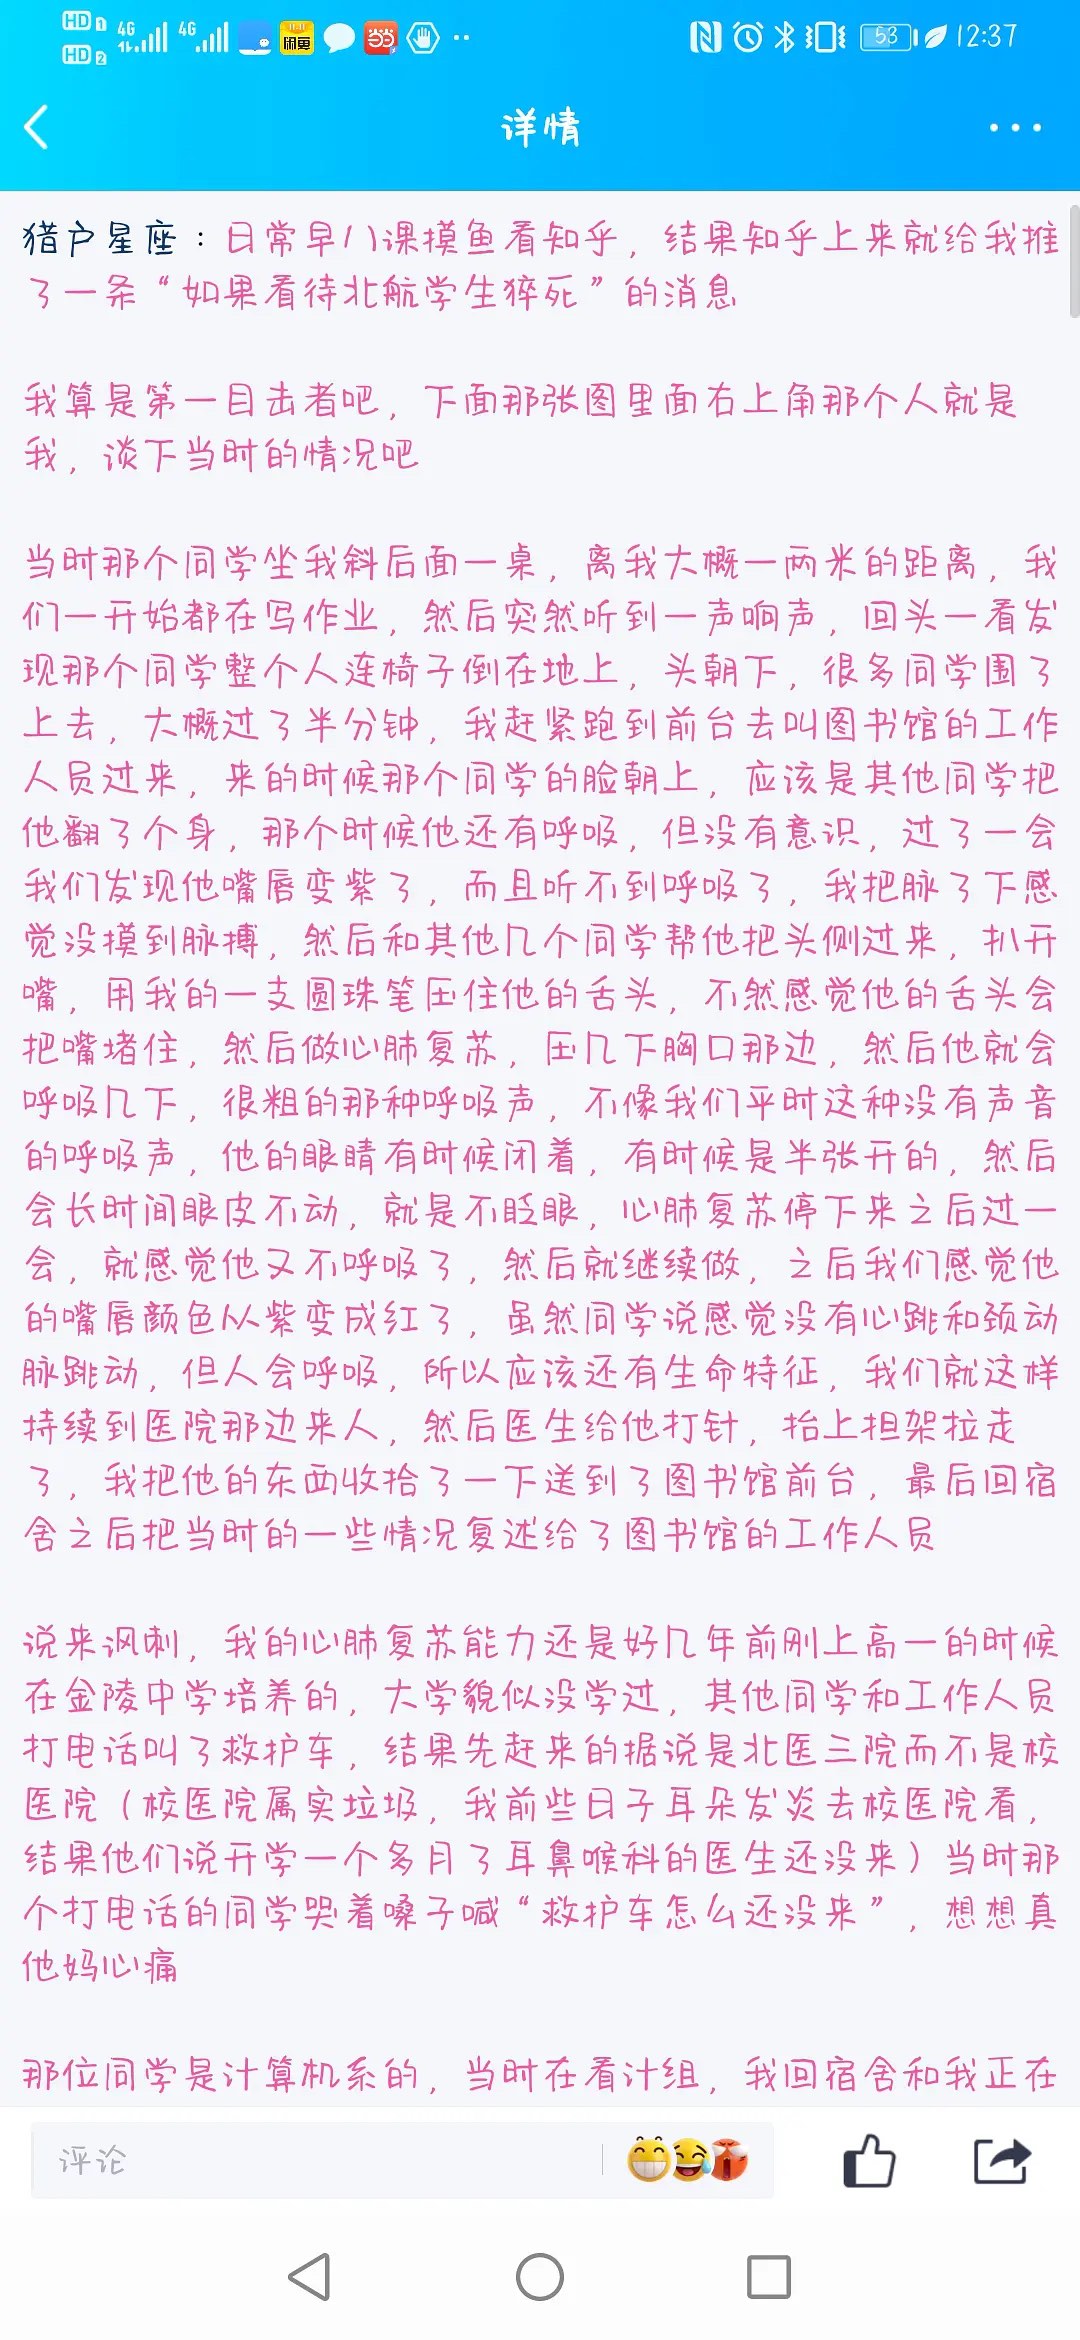 HD 1 4G 4G 闲鱼 当当 53 12:37
HD 2
详情
猎户星座：日常早八课摸鱼看知乎，结果知乎上来就给我推
了一条“如果看待北航学生猝死”的消息
我算是第一目击者吧，下面那张图里面右上角那个人就是
我，谈下当时的情况吧
当时那个同学坐我斜后面一桌，离我大概一两米的距离，我
们一开始都在写作业，然后突然听到一声响声，回头一看发
现那个同学整个人连椅子倒在地上，头朝下，很多同学围了
上去，大概过了半分钟，我赶紧跑到前台去叫图书馆的工作
人员过来，来的时候那个同学的脸朝上，应该是其他同学把
他翻了个身，那个时候他还有呼吸，但没有意识，过了一会
我们发现他嘴唇变紫了，而且听不到呼吸了，我把脉了下感
觉没摸到脉搏，然后和其他几个同学帮他把头侧过来，扒开
嘴，用我的一支圆珠笔压住他的舌头，不然感觉他的舌头会
把嘴堵住，然后做心肺复苏，压几下胸口那边，然后他就会
呼吸几下，很粗的那种呼吸声，不像我们平时这种没有声音
的呼吸声，他的眼睛有时候闭着，有时候是半张开的，然后
会长时间眼皮不动，就是不眨眼，心肺复苏停下来之后过一
会，就感觉他又不呼吸了，然后就继续做，之后我们感觉他
的嘴唇颜色从紫变成红了，虽然同学说感觉没有心跳和颈动
脉跳动，但人会呼吸，所以应该还有生命特征，我们就这样
持续到医院那边来人，然后医生给他打针，抬上担架拉走
了，我把他的东西收拾了一下送到了图书馆前台，最后回宿
舍之后把当时的一些情况复述给了图书馆的工作人员
说来讽刺，我的心肺复苏能力还是好几年前刚上高一的时候
在金陵中学培养的，大学貌似没学过，其他同学和工作人员
打电话叫了救护车，结果先赶来的据说是北医三院而不是校
医院（校医院属实垃圾，我前些日子耳朵发炎去校医院看，
结果他们说开学一个多月了耳鼻喉科的医生还没来）当时那
个打电话的同学哭着嗓子喊“救护车怎么还没来”，想想真
他妈心痛
那位同学是计算机系的，当时在看计组，我回宿舍和我正在
评论